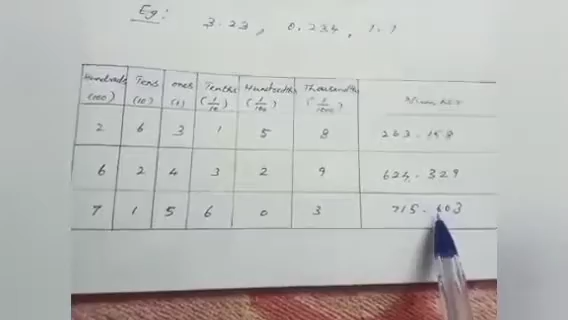 Eg: 3.23, 0.234, 1.1
Hundreds (100) Tens (10) ones (1) Tenths (1/10) Hundredths (1/100) Thousandths (1/1000)
2 6 3 1 5 8 263.158
6 2 4 3 2 9 624.329
7 1 5 6 0 3 715.603